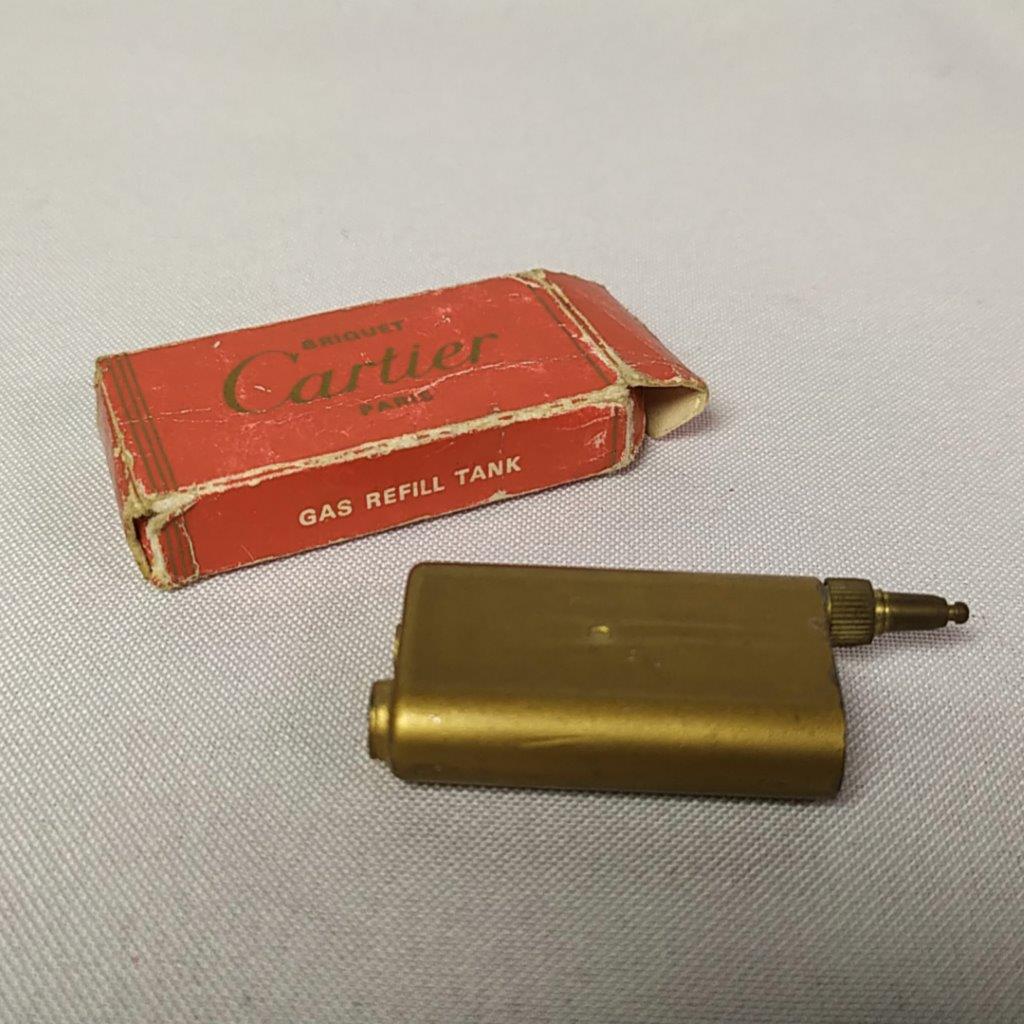 BRIQUET
Cartier
PARIS
GAS REFILL TANK